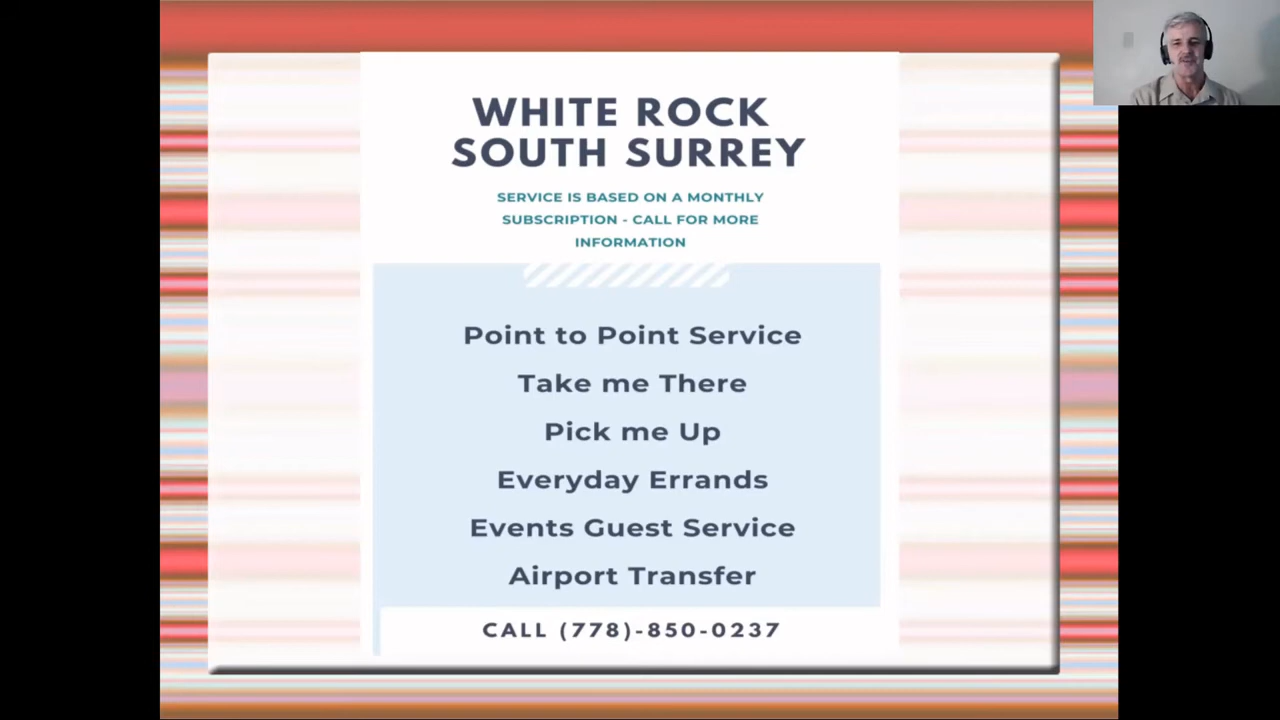 WHITE ROCK
SOUTH SURREY
SERVICE IS BASED ON A MONTHLY
SUBSCRIPTION - CALL FOR MORE
INFORMATION
Point to Point Service
Take me There
Pick me Up
Everyday Errands
Events Guest Service
Airport Transfer
CALL (778)-850-0237